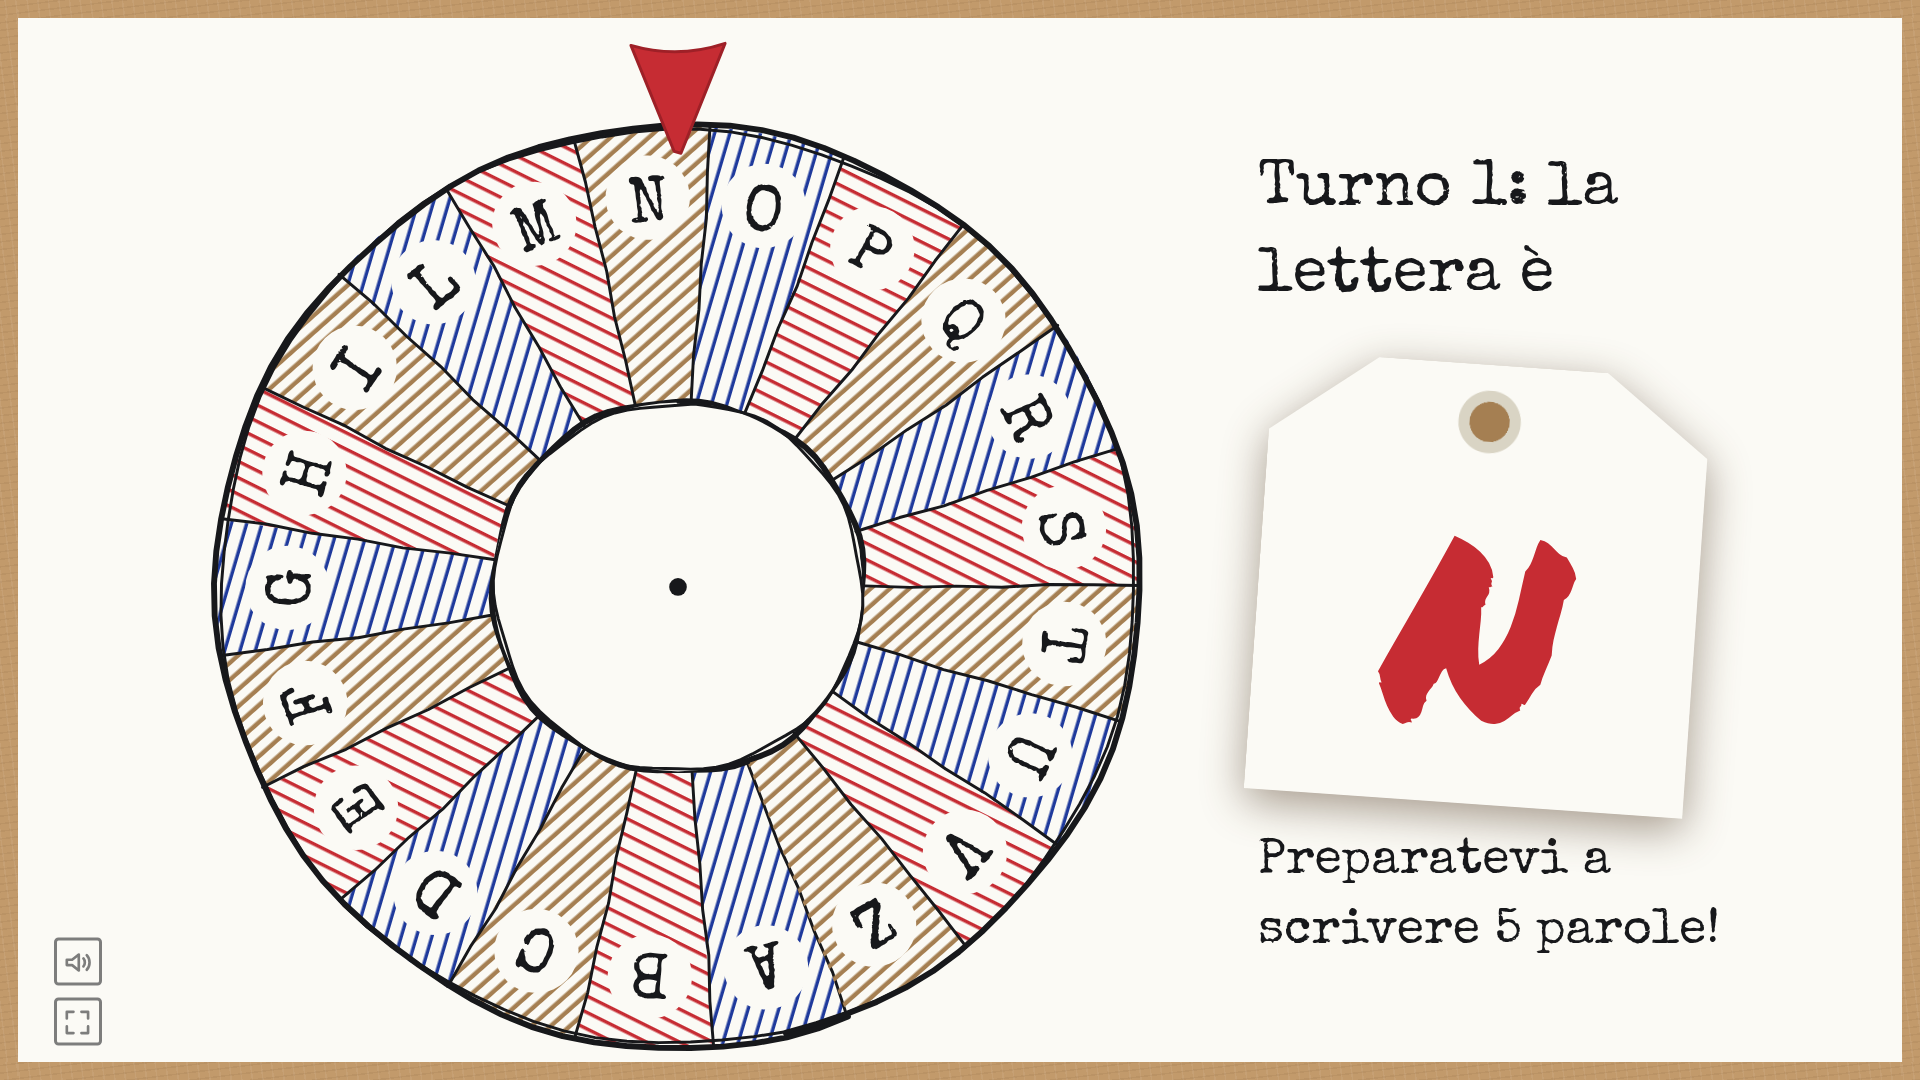 Turno 1: la
lettera è
N
Preparatevi a
scrivere 5 parole!
N
O
P
Q
R
S
T
U
V
Z
A
B
C
D
E
F
G
H
I
L
M